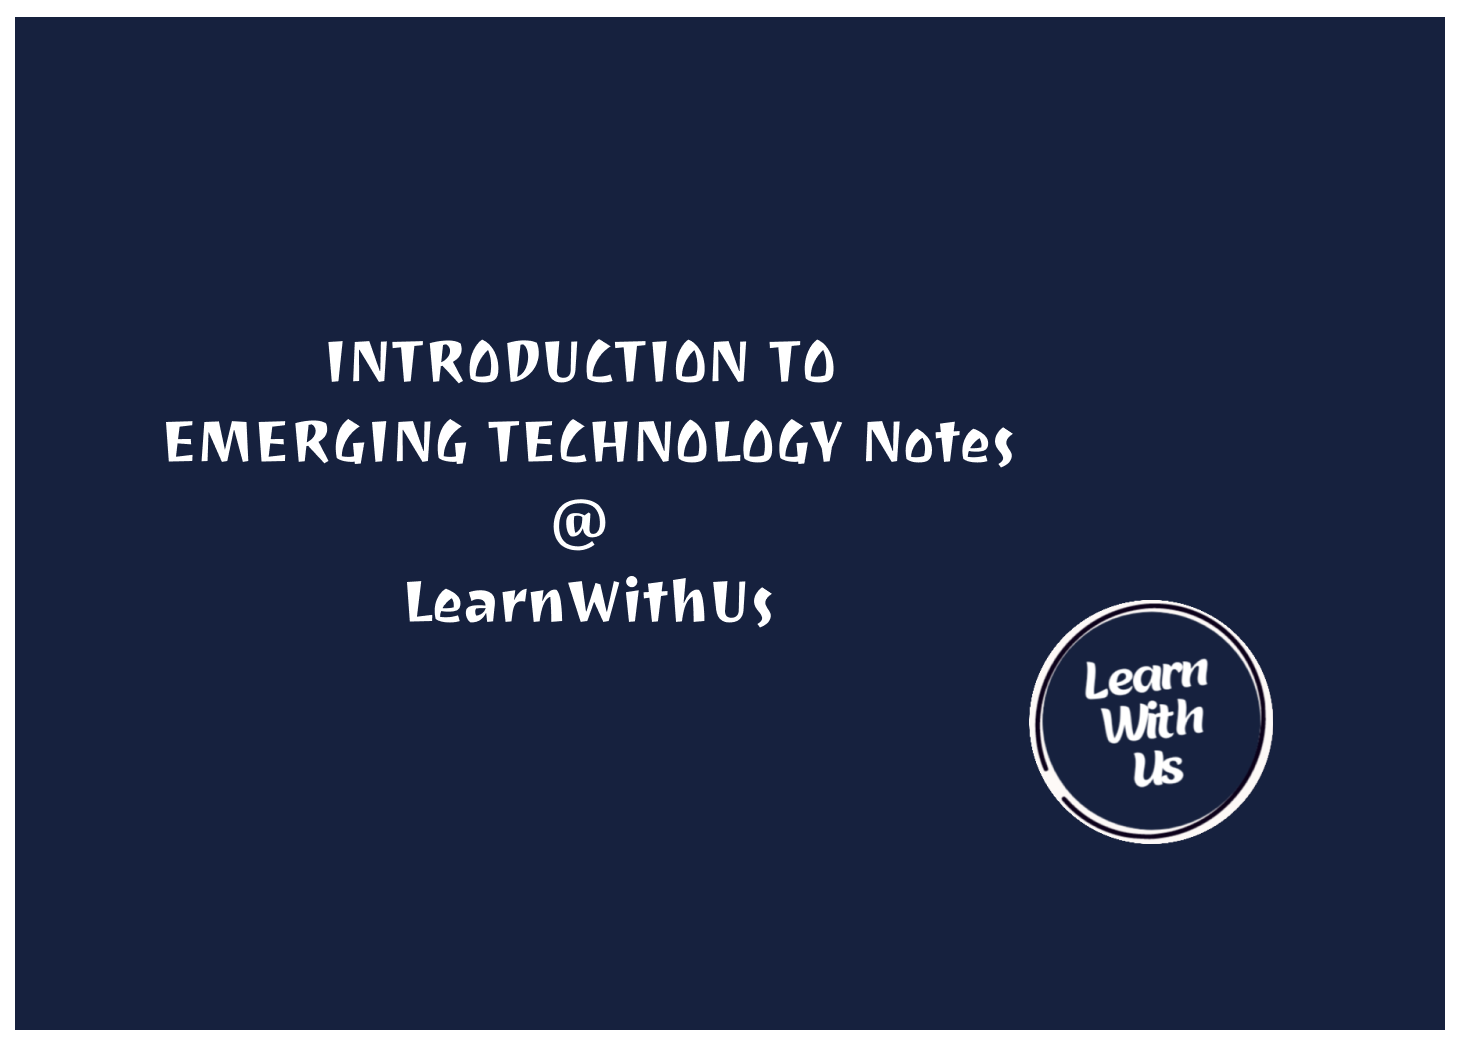 INTRODUCTION TO
EMERGING TECHNOLOGY Notes
@
LearnWithUs
Learn
With
Us